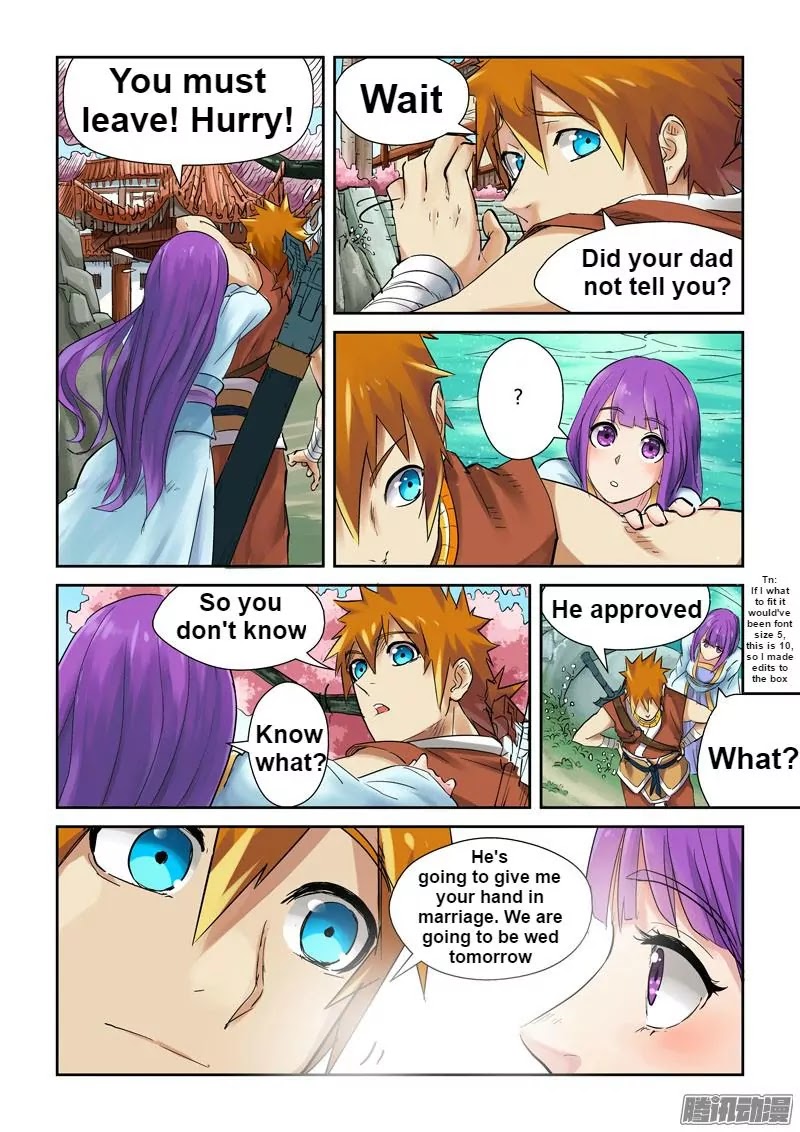 You must
leave! Hurry!
Wait
Did your dad
not tell you?
?
So you
don't know
Know
what?
He approved
Tn:
If I what
to fit it
would've
been font
size 5,
this is 10,
so I made
edits to
the box
What?
He's
going to give me
your hand in
marriage. We are
going to be wed
tomorrow
腾讯动漫